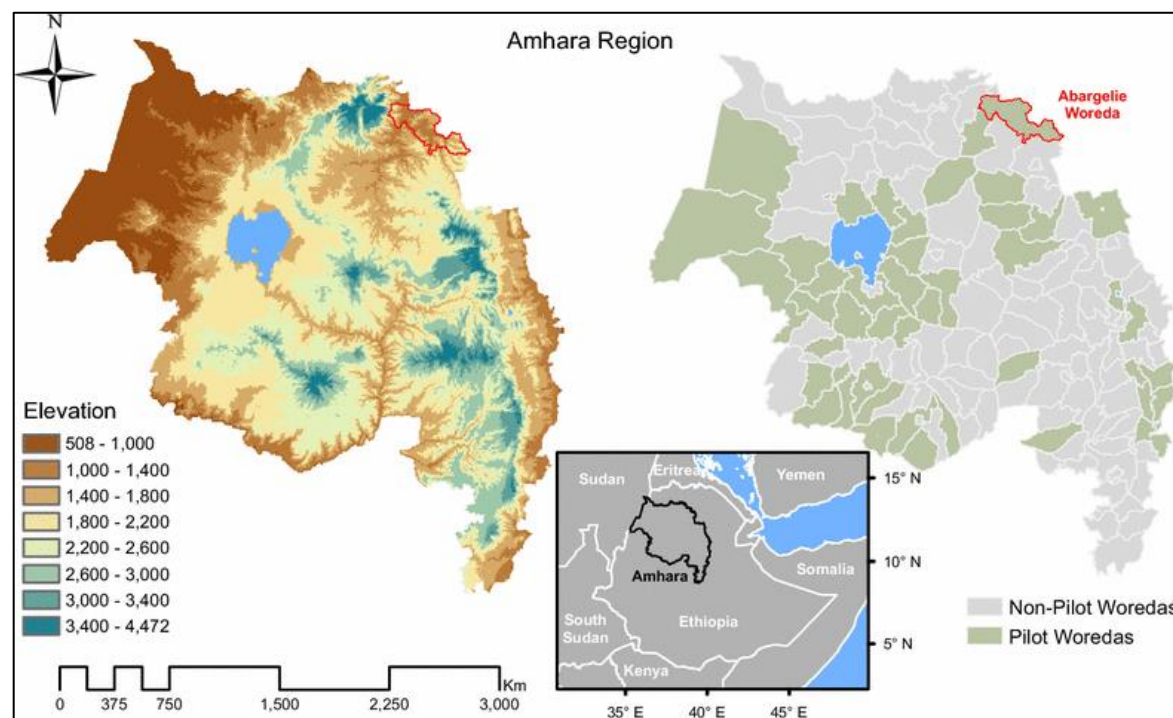 N
Amhara Region
Abargelie
Woreda
Elevation
508 - 1,000
1,000 - 1,400
1,400 - 1,800
1,800 - 2,200
2,200 - 2,600
2,600 - 3,000
3,000 - 3,400
3,400 - 4,472
Km
0 375 750 1,500 2,250 3,000
Sudan
Eritrea
Yemen
Amhara
Somalia
Ethiopia
South
Sudan
Kenya
15° N
10° N
5° N
35° E 40° E 45° E
Non-Pilot Woredas
Pilot Woredas